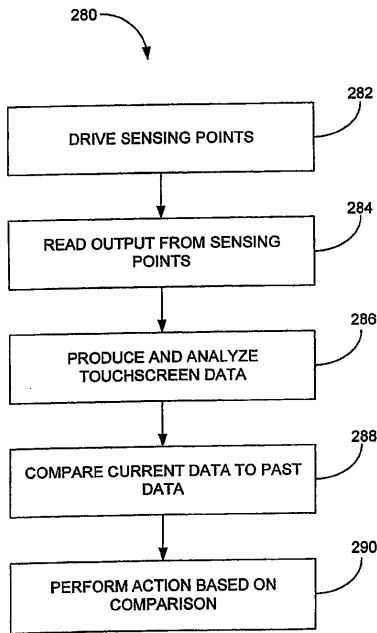 280
282
DRIVE SENSING POINTS
284
READ OUTPUT FROM SENSING
POINTS
286
PRODUCE AND ANALYZE
TOUCHSCREEN DATA
288
COMPARE CURRENT DATA TO PAST
DATA
290
PERFORM ACTION BASED ON
COMPARISON